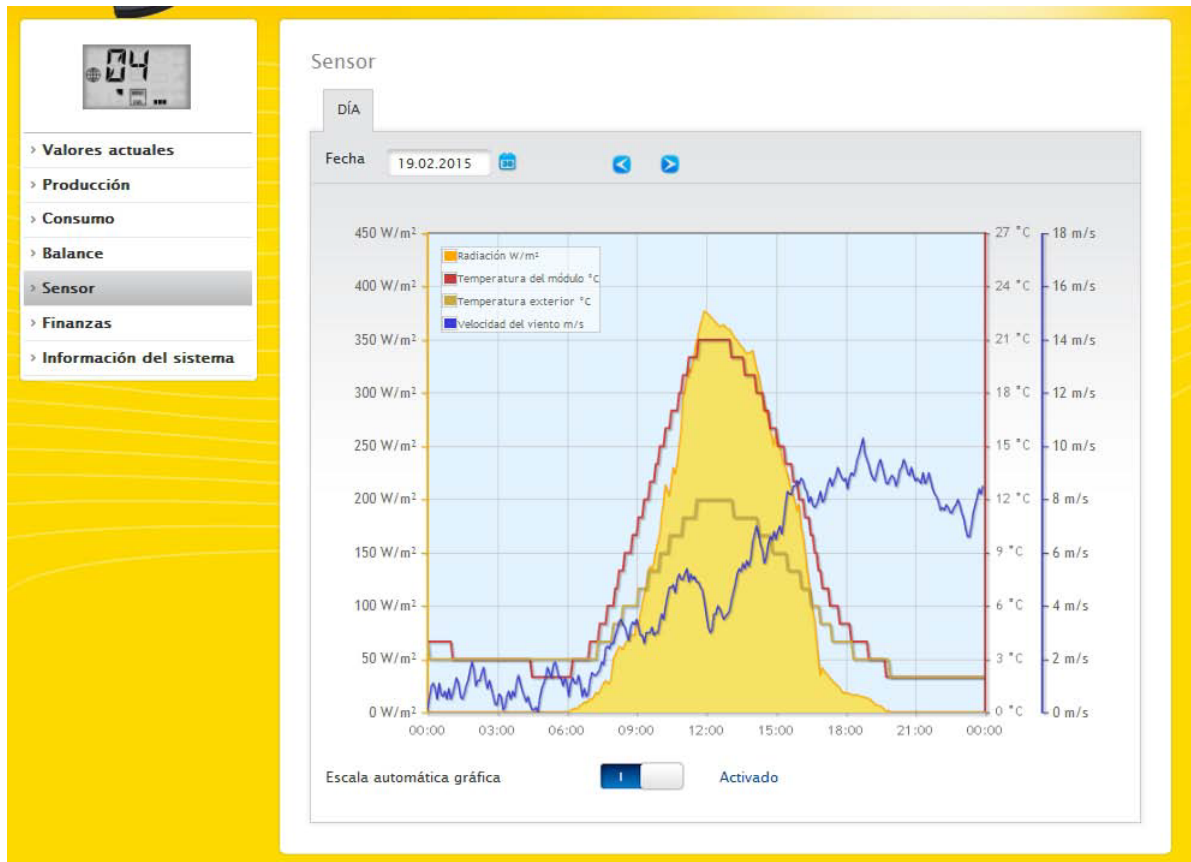 04
Valores actuales
Producción
Consumo
Balance
Sensor
Finanzas
Información del sistema
Sensor
DÍA
Fecha 19.02.2015
Radiación W/m²
Temperatura del módulo °C
Temperatura exterior °C
Velocidad del viento m/s
450 W/m² 27 °C 18 m/s
400 W/m² 24 °C 16 m/s
350 W/m² 21 °C 14 m/s
300 W/m² 18 °C 12 m/s
250 W/m² 15 °C 10 m/s
200 W/m² 12 °C 8 m/s
150 W/m² 9 °C 6 m/s
100 W/m² 6 °C 4 m/s
50 W/m² 3 °C 2 m/s
0 W/m² 0 °C 0 m/s
00:00 03:00 06:00 09:00 12:00 15:00 18:00 21:00 00:00
Escala automática gráfica I Activado